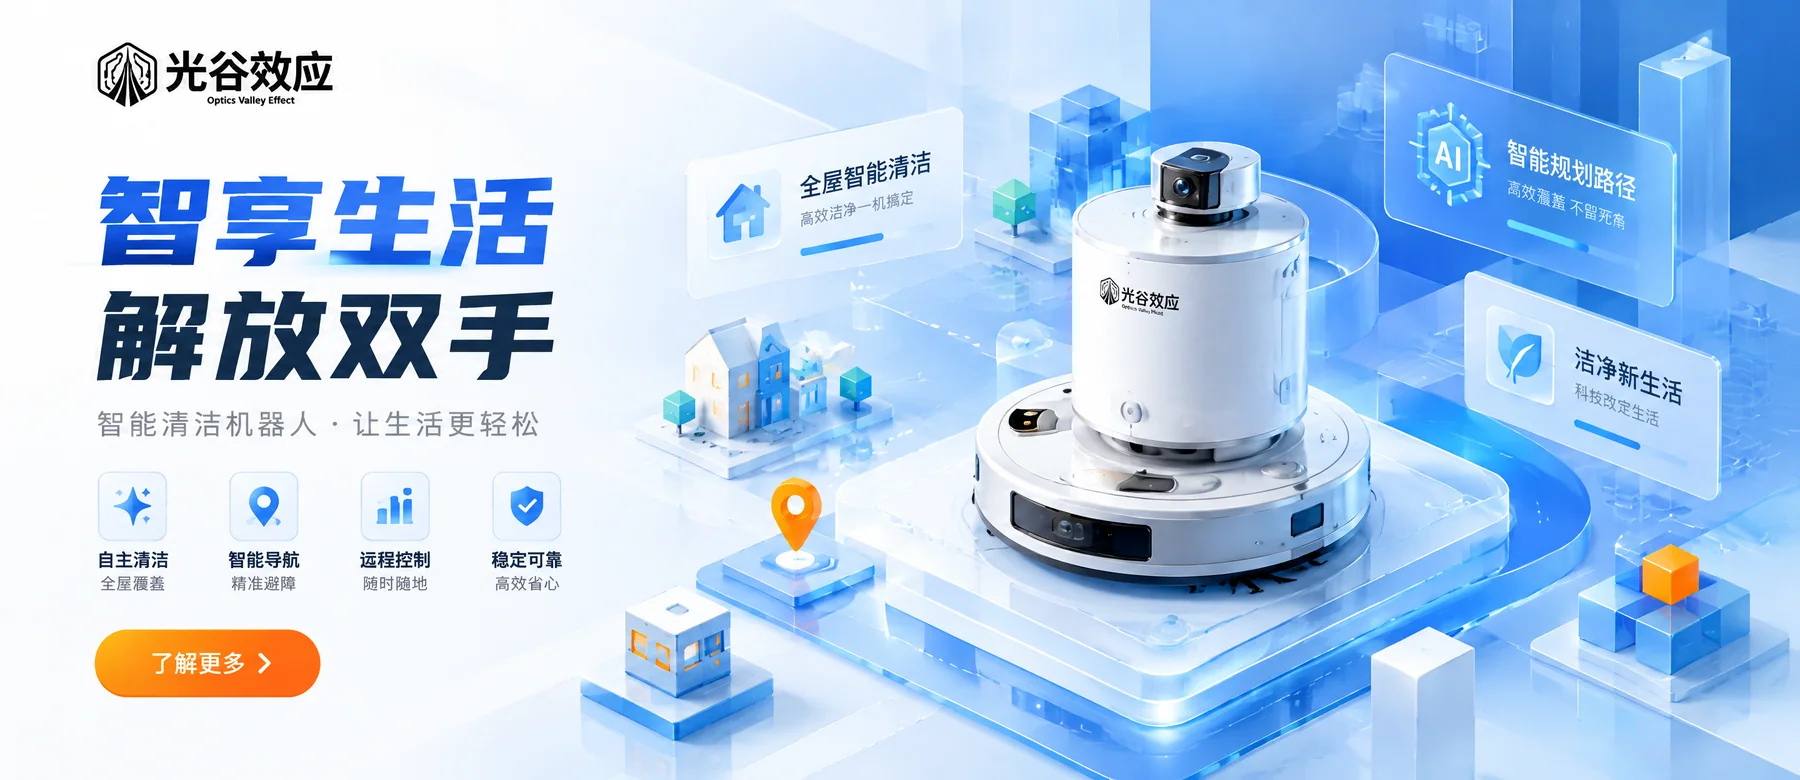 光谷效应
Optics Valley Effect
智享生活
解放双手
智能清洁机器人 · 让生活更轻松
自主清洁
全屋覆盖
智能导航
精准避障
远程控制
随时随地
稳定可靠
高效省心
了解更多
全屋智能清洁
高效洁净一机搞定
光谷效应
Optics Valley
AI
智能规划路径
高效覆盖 不留死角
洁净新生活
科技改定生活